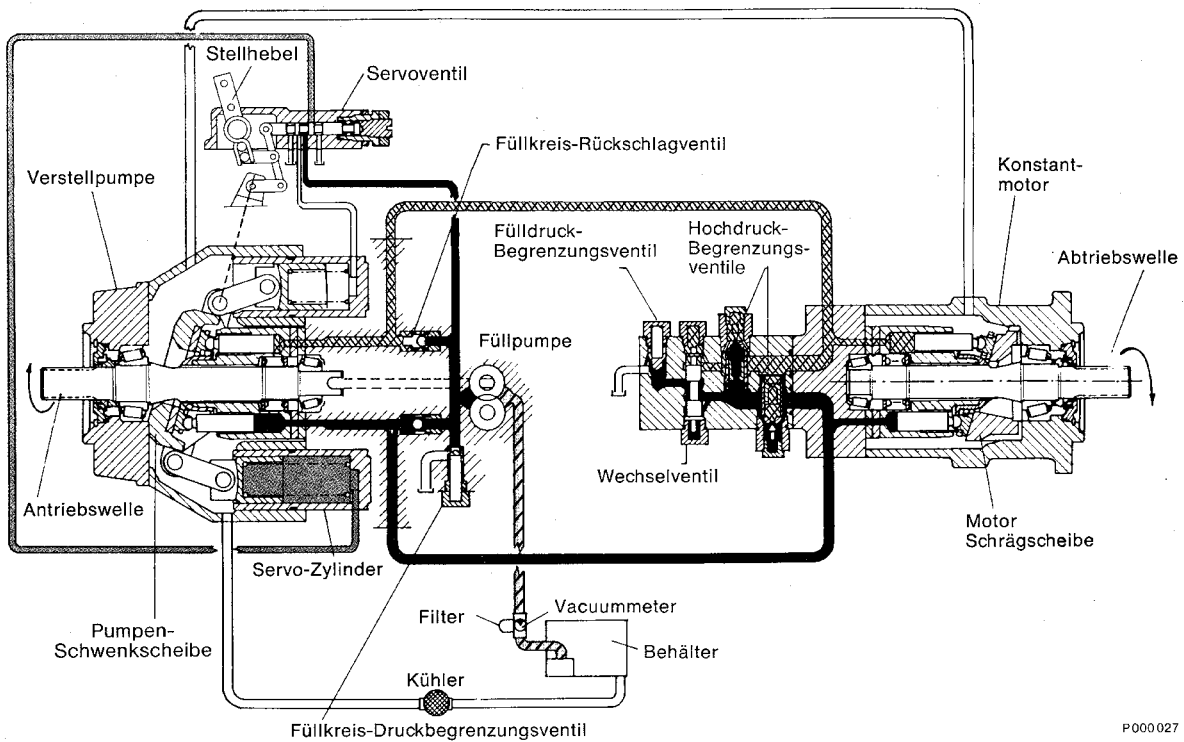 Stellhebel
Servoventil
Füllkreis-Rückschlagventil
Verstellpumpe
Konstant-
motor
Fülldruck-
Begrenzungsventil
Hochdruck-
Begrenzungs-
ventile
Abtriebswelle
Füllpumpe
Wechselventil
Antriebswelle
Motor
Schrägscheibe
Servo-Zylinder
Filter
Vacuummeter
Behälter
Pumpen-
Schwenkscheibe
Kühler
Füllkreis-Druckbegrenzungsventil
P000027